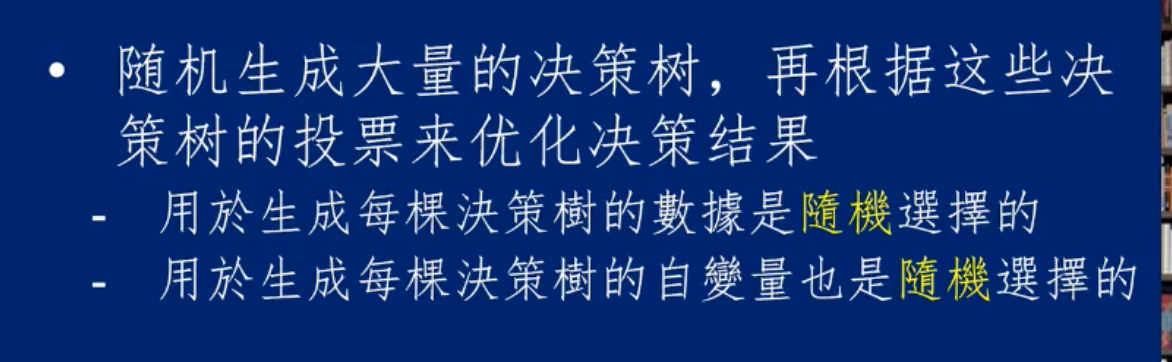 • 随机生成大量的决策树，再根据这些决
策树的投票来优化决策结果
- 用於生成每棵決策樹的數據是隨機選擇的
- 用於生成每棵決策樹的自變量也是隨機選擇的